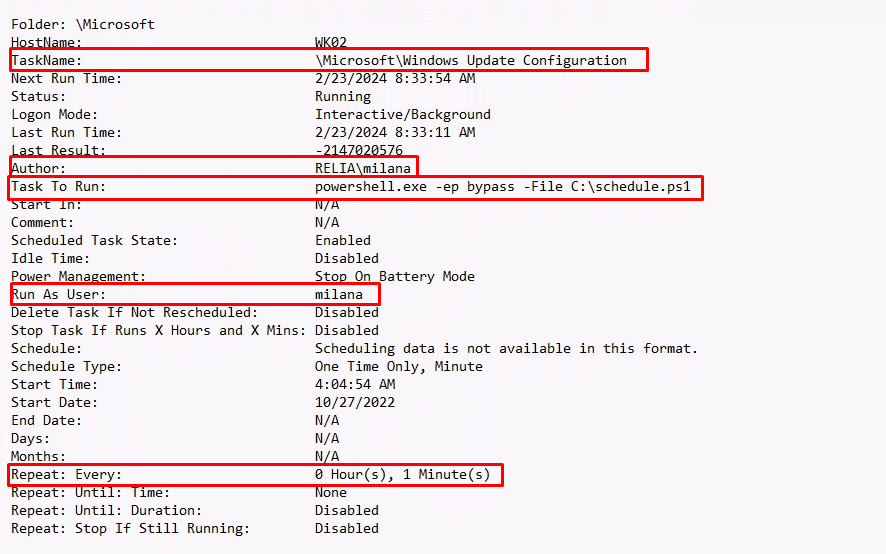 Folder: \Microsoft
HostName: WK02
TaskName: \Microsoft\Windows Update Configuration
Next Run Time: 2/23/2024 8:33:54 AM
Status: Running
Logon Mode: Interactive/Background
Last Run Time: 2/23/2024 8:33:11 AM
Last Result: -2147020576
Author: RELIA\milana
Task To Run: powershell.exe -ep bypass -File C:\schedule.ps1
Start In: N/A
Comment: N/A
Scheduled Task State: Enabled
Idle Time: Disabled
Power Management: Stop On Battery Mode
Run As User: milana
Delete Task If Not Rescheduled: Disabled
Stop Task If Runs X Hours and X Mins: Disabled
Schedule: Scheduling data is not available in this format.
Schedule Type: One Time Only, Minute
Start Time: 4:04:54 AM
Start Date: 10/27/2022
End Date: N/A
Days: N/A
Months: N/A
Repeat: Every: 0 Hour(s), 1 Minute(s)
Repeat: Until: Time: None
Repeat: Until: Duration: Disabled
Repeat: Stop If Still Running: Disabled